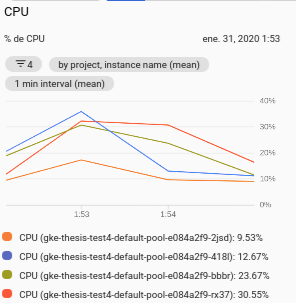 CPU
% de CPU ene. 31, 2020 1:53
4 by project, instance name (mean)
1 min interval (mean)
40%
30%
20%
10%
0%
1:53 1:54
CPU (gke-thesis-test4-default-pool-e084a2f9-2jsd): 9.53%
CPU (gke-thesis-test4-default-pool-e084a2f9-418l): 12.67%
CPU (gke-thesis-test4-default-pool-e084a2f9-bbbr): 23.67%
CPU (gke-thesis-test4-default-pool-e084a2f9-rx37): 30.55%